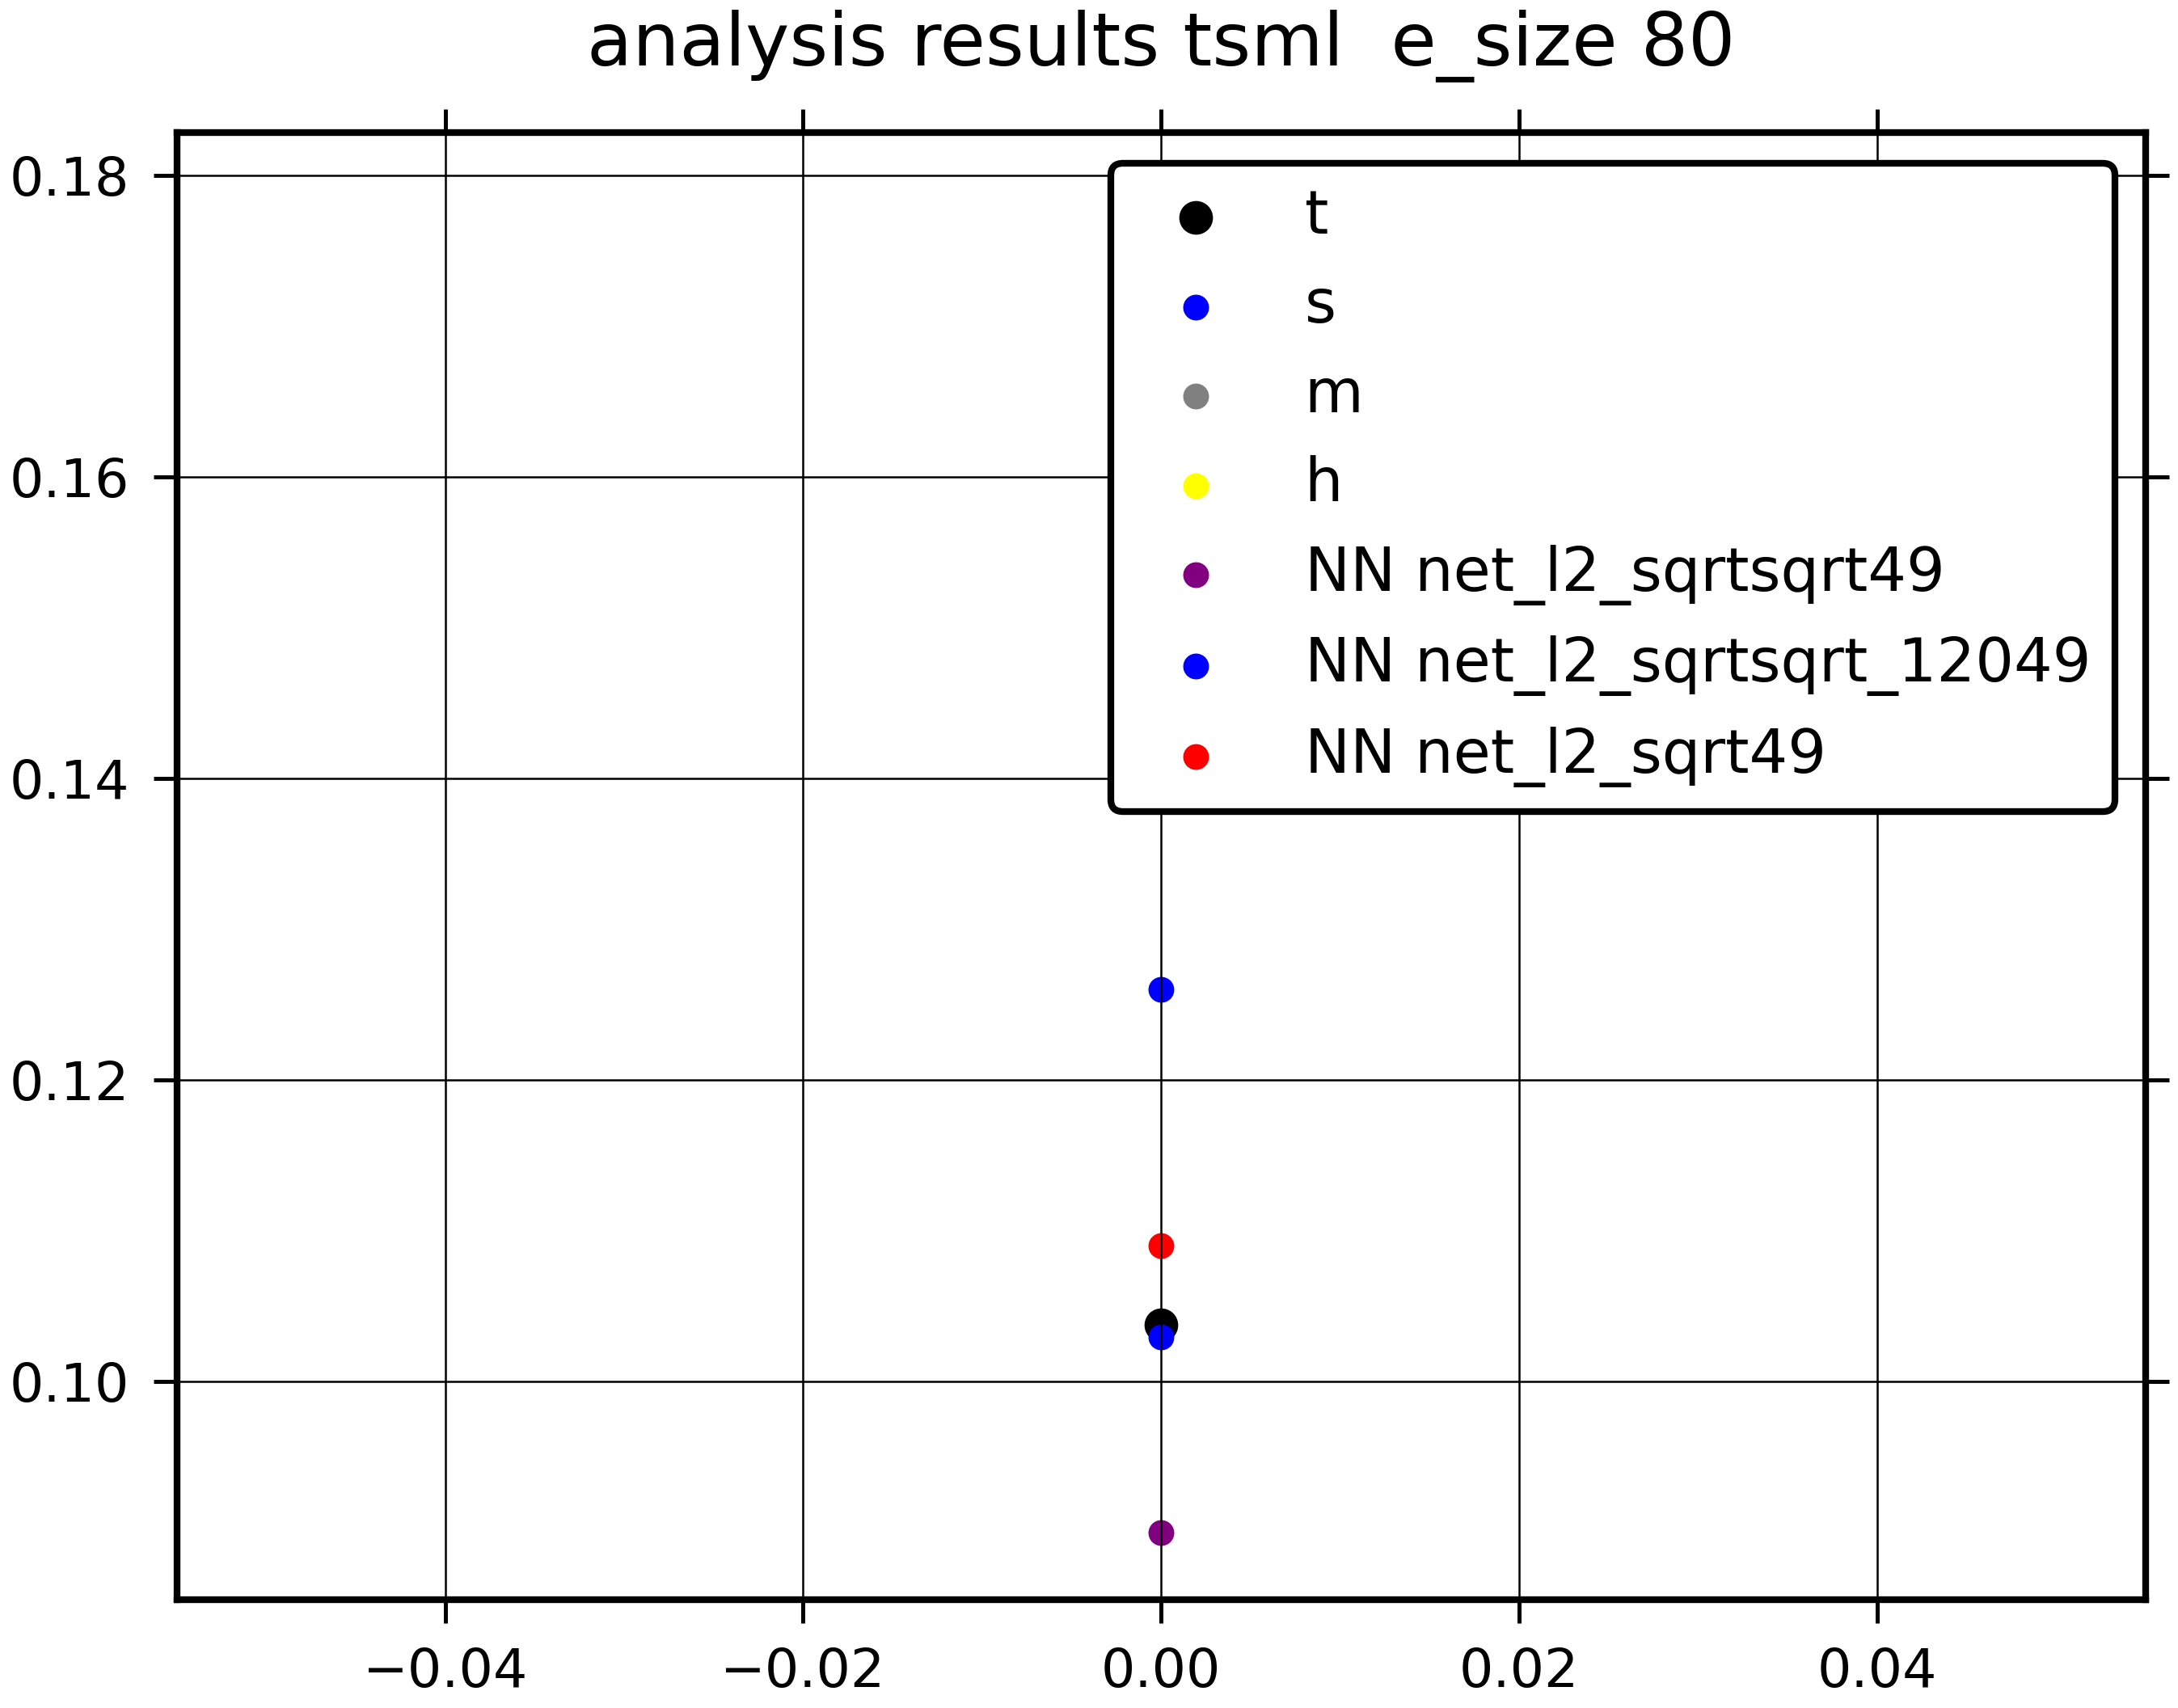 analysis results tsml  e_size 80
0.18
0.16
0.14
0.12
0.10
t
s
m
h
NN net_l2_sqrtsqrt49
NN net_l2_sqrtsqrt_12049
NN net_l2_sqrt49
−0.04 −0.02 0.00 0.02 0.04